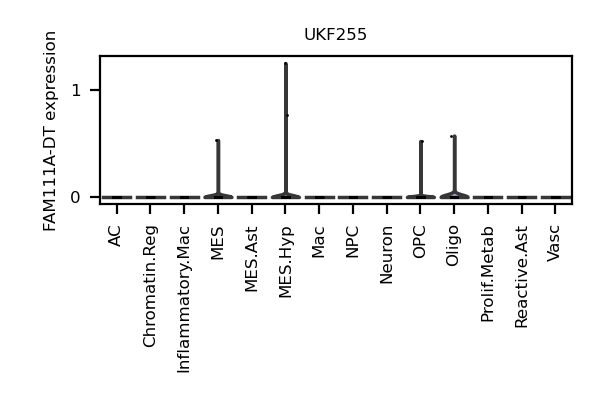 UKF255
FAM111A-DT expression
1
0
AC
Chromatin.Reg
Inflammatory.Mac
MES
MES.Ast
MES.Hyp
Mac
NPC
Neuron
OPC
Oligo
Prolif.Metab
Reactive.Ast
Vasc